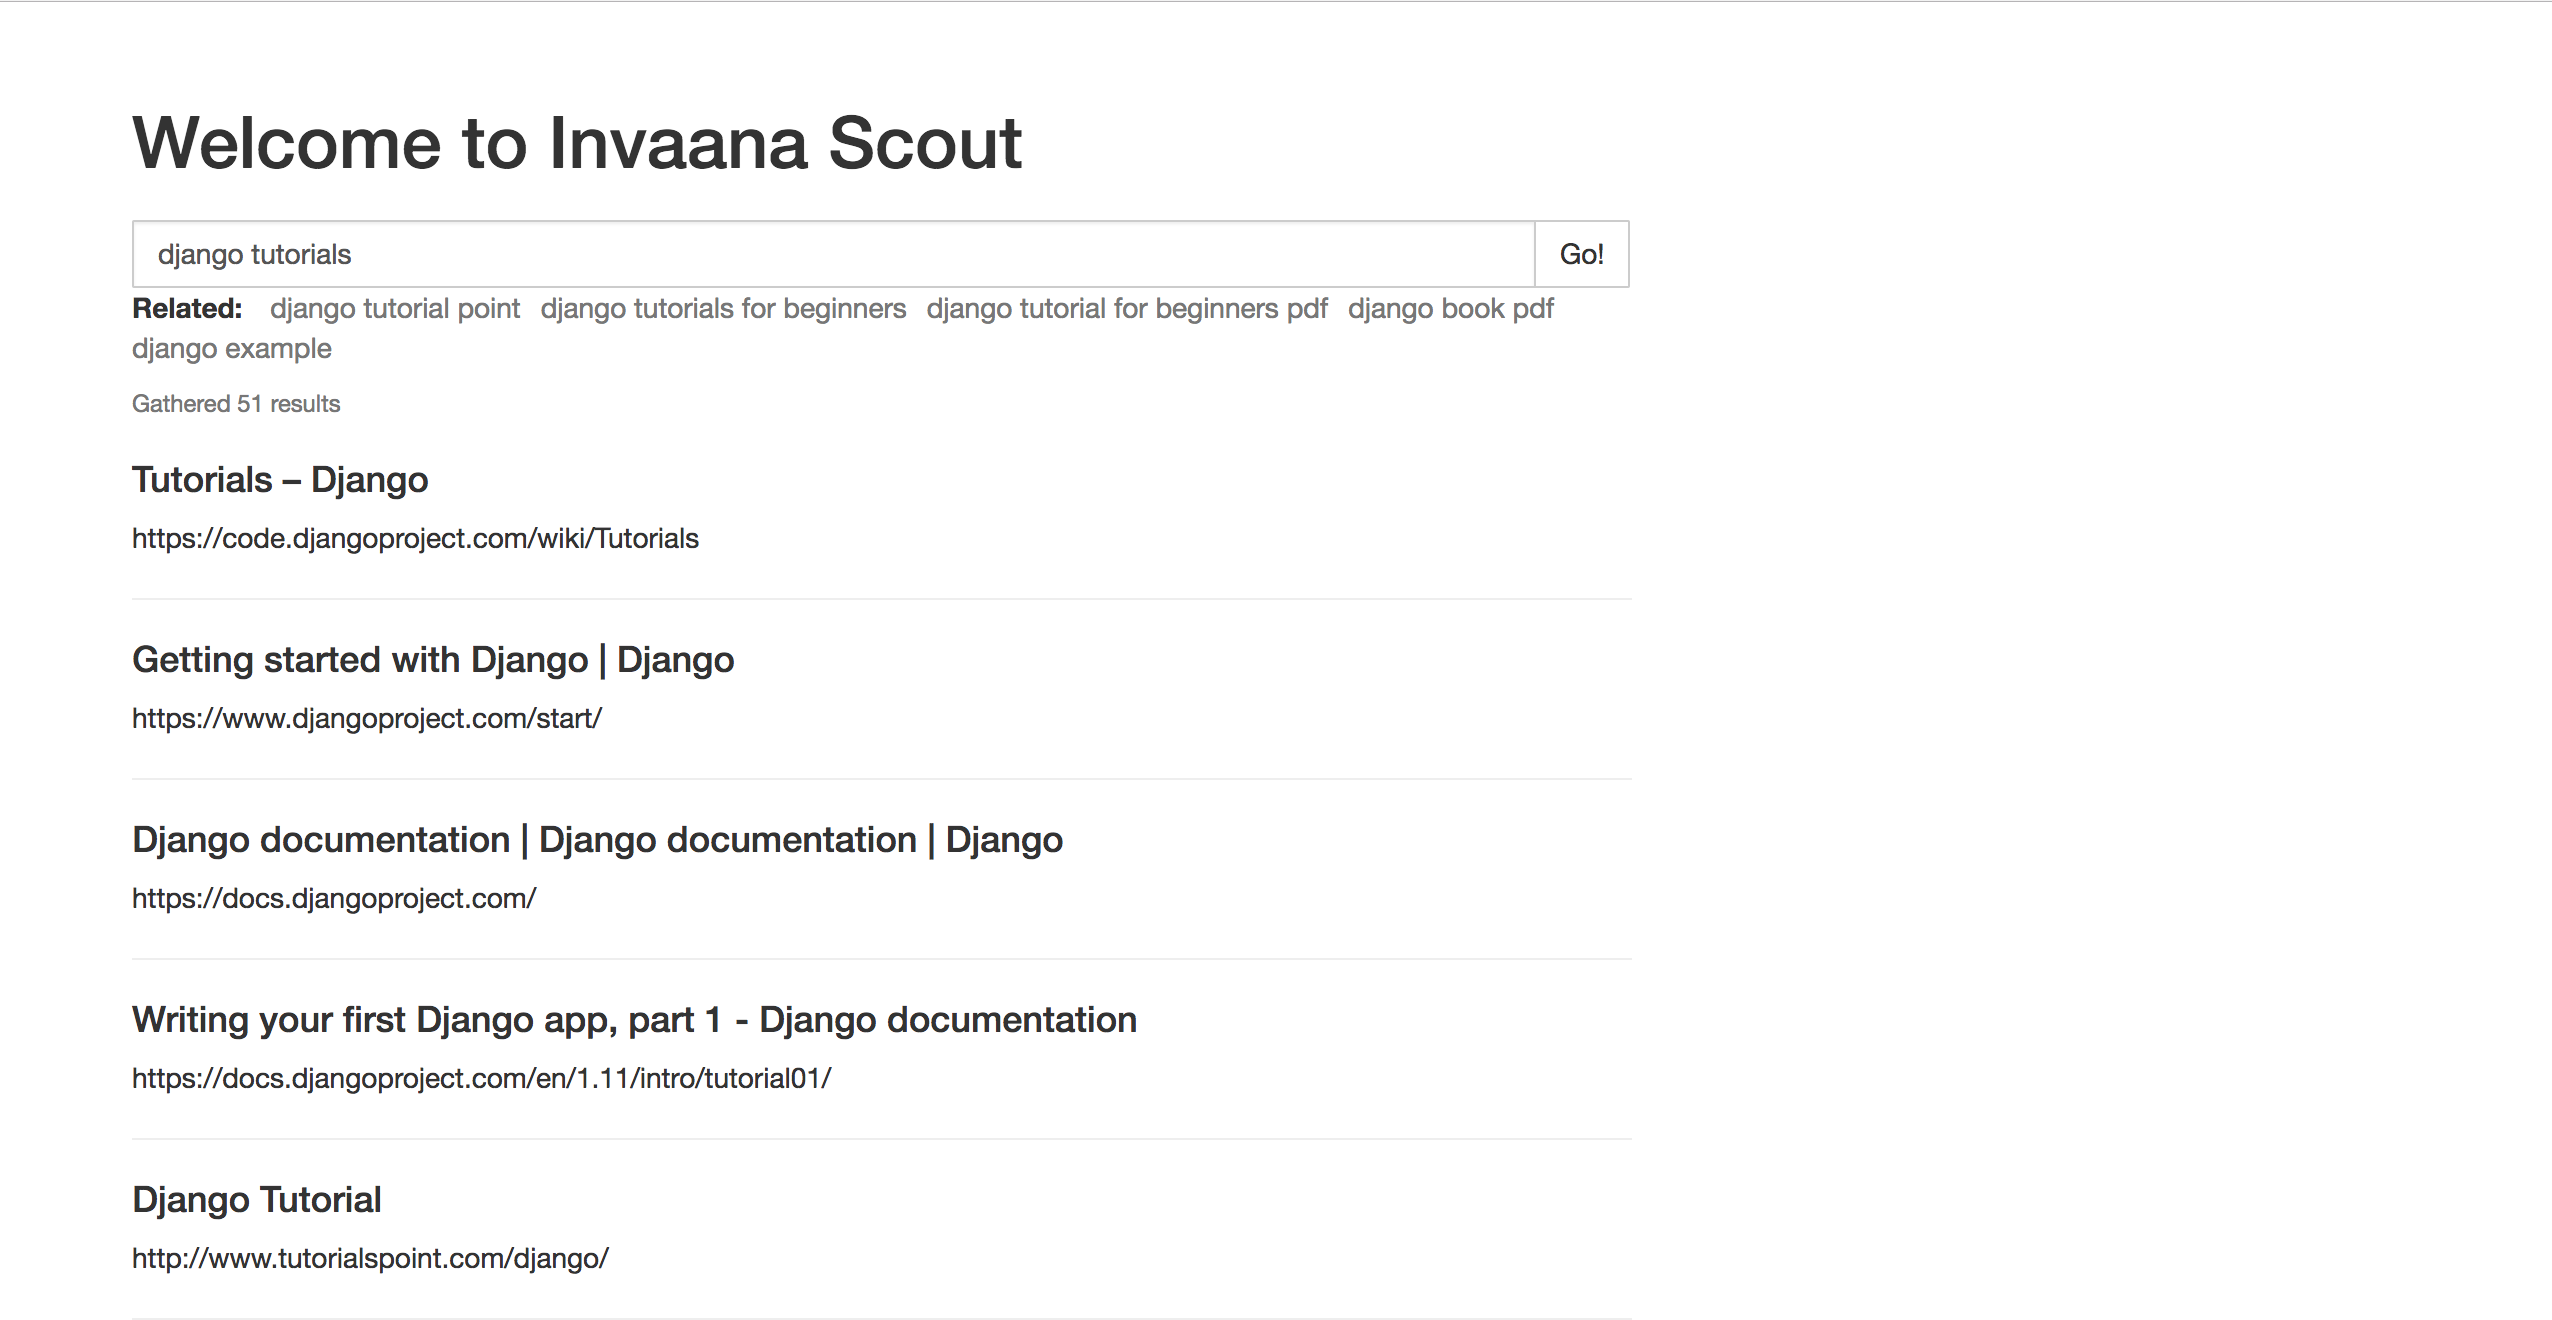 Welcome to Invaana Scout
django tutorials Go!
Related: django tutorial point django tutorials for beginners django tutorial for beginners pdf django book pdf
django example
Gathered 51 results
Tutorials – Django
https://code.djangoproject.com/wiki/Tutorials
Getting started with Django | Django
https://www.djangoproject.com/start/
Django documentation | Django documentation | Django
https://docs.djangoproject.com/
Writing your first Django app, part 1 - Django documentation
https://docs.djangoproject.com/en/1.11/intro/tutorial01/
Django Tutorial
http://www.tutorialspoint.com/django/